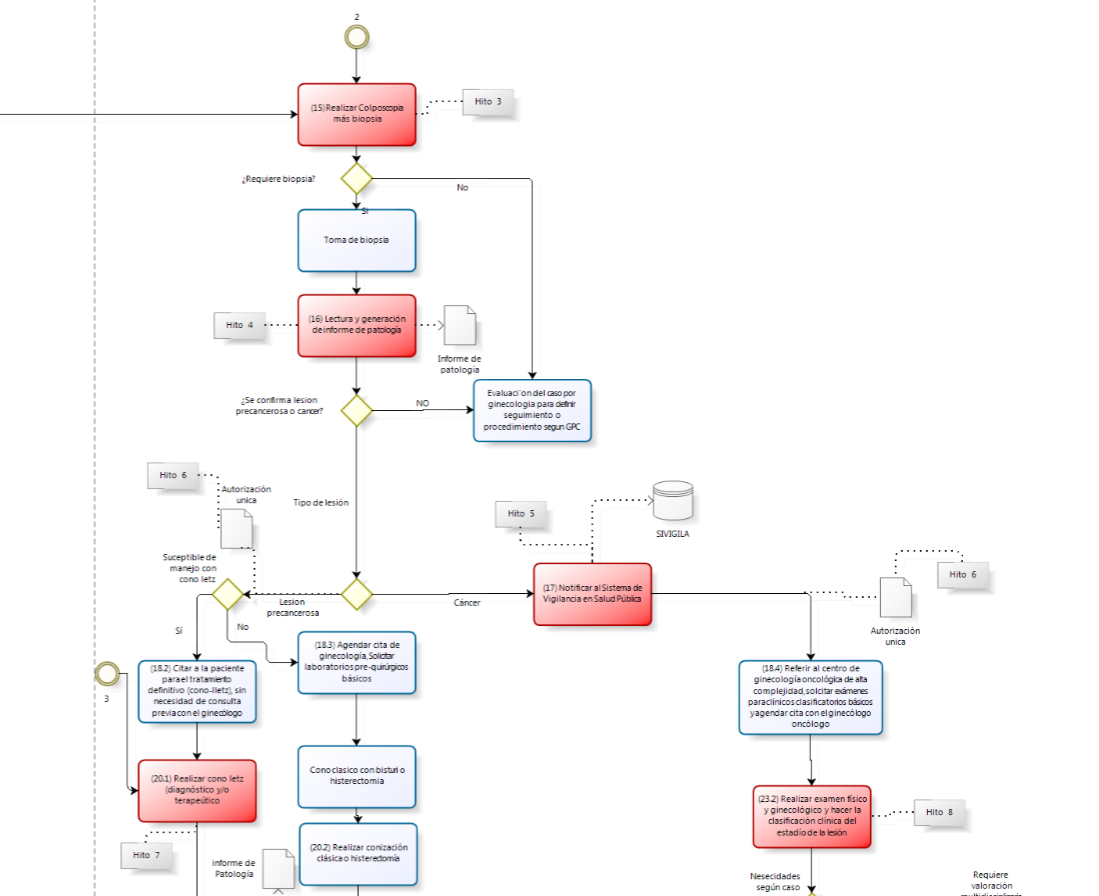 2
(15)Realizar Colposcopia
más biopsia
Hito 3
¿Requiere biopsia?
No
Si
Toma de biopsia
Hito 4
(16) Lectura y generación
de informe de patología
Informe de
patología
¿Se confirma lesion
precancerosa o cancer?
NO
Evaluaci´on del caso por
ginecología para definir
seguimiento o
procedimiento segun GPC
Hito 6
Autorización
unica
Tipo de lesión
Hito 5
SIVIGILA
Suceptible de
manejo con
cono letz
Lesion
precancerosa
Cáncer
(17) Notificar al Sistema de
Vigilancia en Salud Pública
Hito 6
Autorización
unica
Sí
No
(18.3) Agendar cita de
ginecología, Solicitar
laboratorios pre-quirúrgicos
básicos
3
(18.2) Citar a la paciente
para el tratamiento
definitivo (cono-lletz), sin
necesidad de consulta
previa con el ginecólogo
(18.4) Referir al centro de
ginecología oncológica de alta
complejidad, solcitar exámenes
paraclínicos clasificatorios básicos
y agendar cita con el ginecólogo
oncólogo
(20.1) Realizar cono letz
(diagnóstico y/o
terapeútico
Cono clasico con bisturi o
histerectomia
(23.2) Realizar examen físico
y ginecológico y hacer la
clasificación clínica del
estadío de la lesión
Hito 8
Hito 7
Informe de
Patología
(20.2) Realizar conización
clásica o histerectomía
Nesecidades
según caso
Requiere
valoración